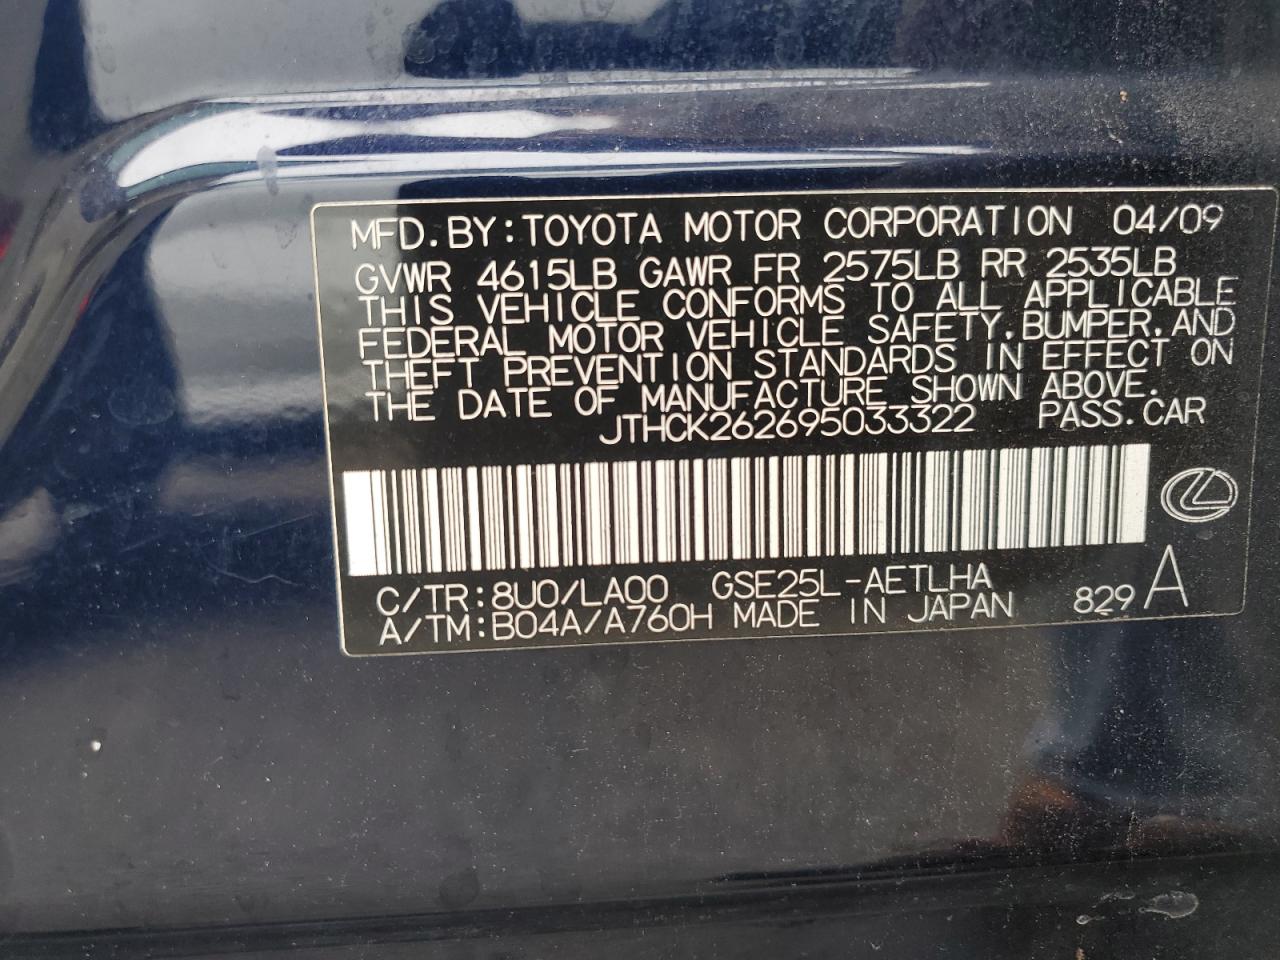 MFD.BY:TOYOTA MOTOR CORPORATION 04/09
GVWR 4615LB GAWR FR 2575LB RR 2535LB
THIS VEHICLE CONFORMS TO ALL APPLICABLE
FEDERAL MOTOR VEHICLE SAFETY,BUMPER,AND
THEFT PREVENTION STANDARDS IN EFFECT ON
THE DATE OF MANUFACTURE SHOWN ABOVE.
JTHCK262695033322 PASS.CAR
C/TR:8U0/LA00 GSE25L-AETLHA
A/TM:B04A/A760H MADE IN JAPAN 829 A